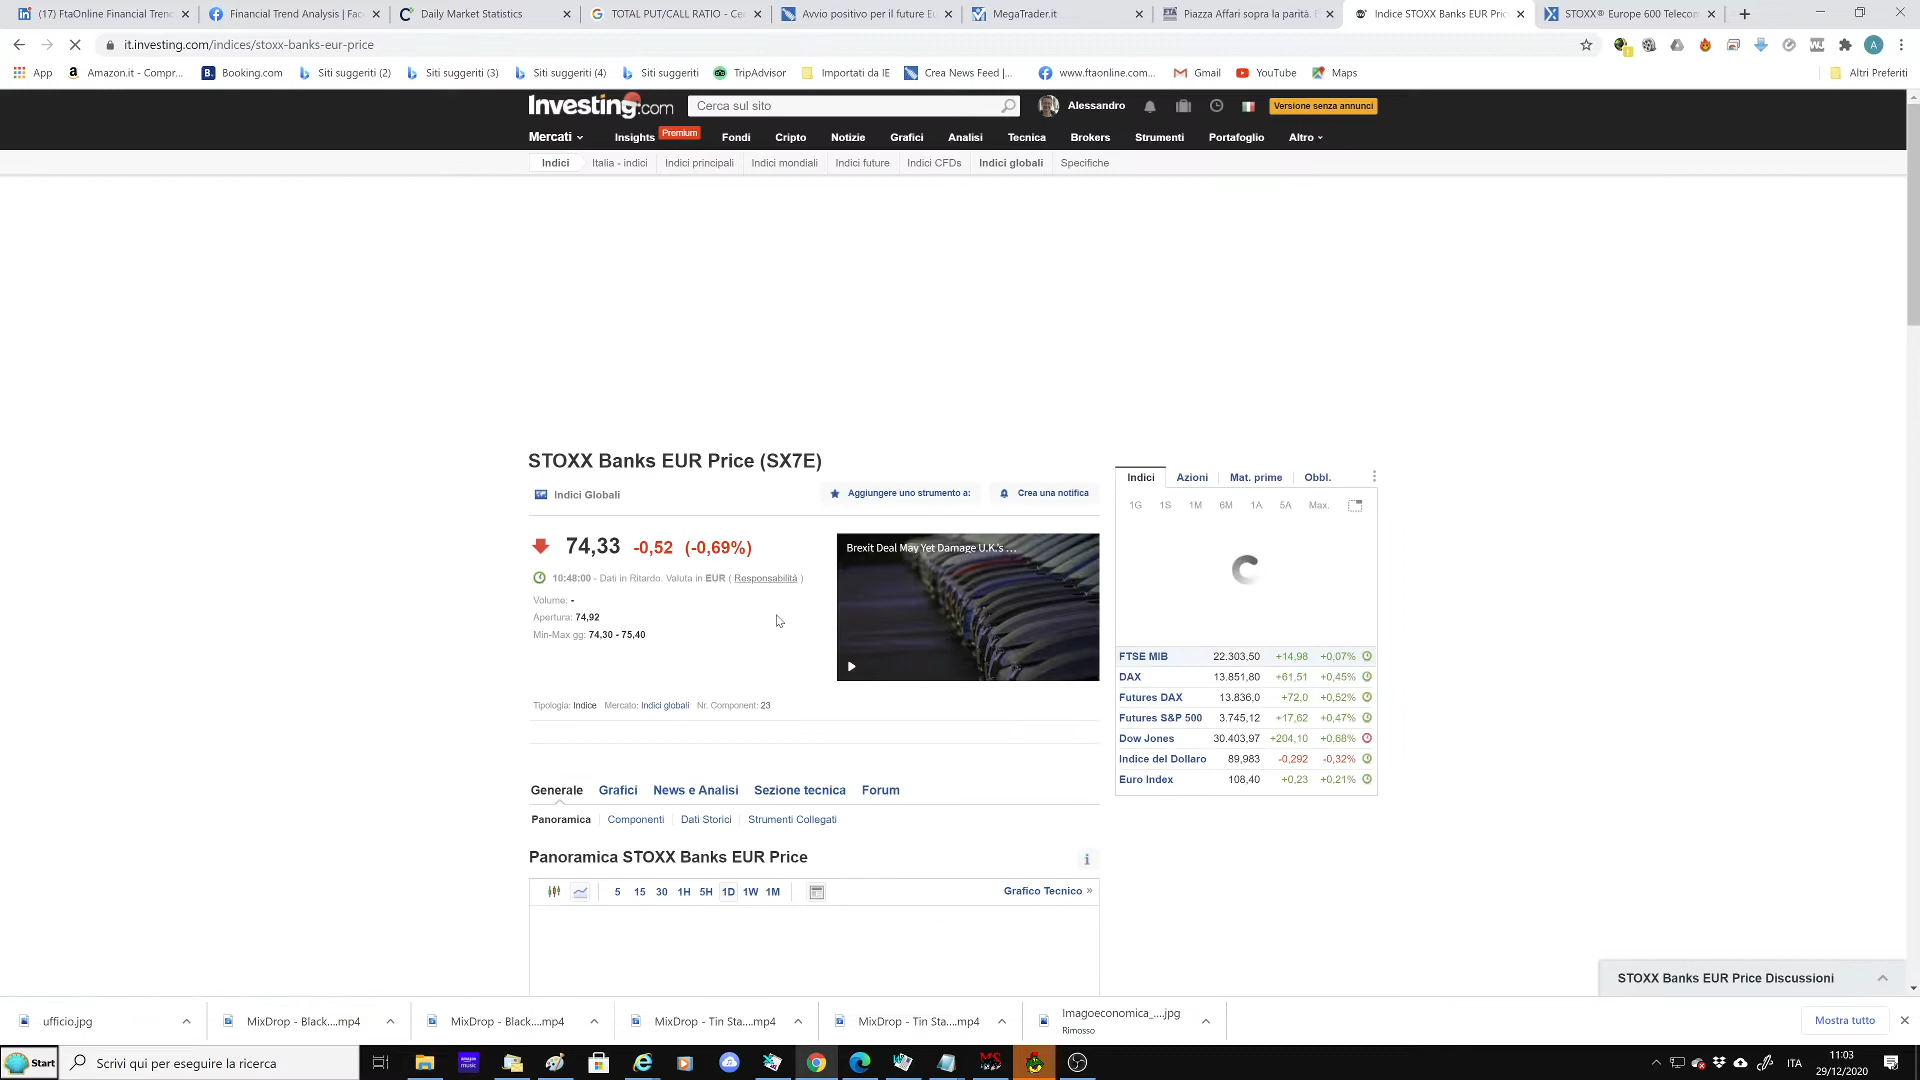 (17) FtaOnline Financial Tren
Financial Trend Analysis | Fac
Daily Market Statistics
TOTAL PUT/CALL RATIO - Ce
Avvio positivo per il future Eu
MegaTrader.it
Piazza Affari sopra la parità.
Indice STOXX Banks EUR Pric
STOXX® Europe 600 Telecom
it.investing.com/indices/stoxx-banks-eur-price
App
Amazon.it - Compr...
Booking.com
Siti suggeriti (2)
Siti suggeriti (3)
Siti suggeriti (4)
Siti suggeriti
TripAdvisor
Importati da IE
Crea News Feed |...
www.ftaonline.com...
Gmail
YouTube
Maps
Altri Preferiti
Investing.com
Cerca sul sito
Alessandro
Versione senza annunci
Mercati
Insights
Premium
Fondi
Cripto
Notizie
Grafici
Analisi
Tecnica
Brokers
Strumenti
Portafoglio
Altro
Indici
Italia - indici
Indici principali
Indici mondiali
Indici future
Indici CFDs
Indici globali
Specifiche
STOXX Banks EUR Price (SX7E)
Indici Globali
Aggiungere uno strumento a:
Crea una notifica
74,33 -0,52 (-0,69%)
10:48:00 - Dati in Ritardo. Valuta in EUR ( Responsabilità )
Volume: -
Apertura: 74,92
Min-Max gg: 74,30 - 75,40
Brexit Deal May Yet Damage U.K.'s ...
Tipologia: Indice Mercato: Indici globali Nr. Component: 23
Indici
Azioni
Mat. prime
Obbl.
1G 1S 1M 6M 1A 5A Max.
FTSE MIB 22.303,50 +14,98 +0,07%
DAX 13.851,80 +61,51 +0,45%
Futures DAX 13.836,0 +72,0 +0,52%
Futures S&P 500 3.745,12 +17,62 +0,47%
Dow Jones 30.403,97 +204,10 +0,68%
Indice del Dollaro 89,983 -0,292 -0,32%
Euro Index 108,40 +0,23 +0,21%
Generale
Grafici
News e Analisi
Sezione tecnica
Forum
Panoramica
Componenti
Dati Storici
Strumenti Collegati
Panoramica STOXX Banks EUR Price
5 15 30 1H 5H 1D 1W 1M
Grafico Tecnico »
STOXX Banks EUR Price Discussioni
ufficio.jpg
MixDrop - Black....mp4
MixDrop - Black....mp4
MixDrop - Tin Sta....mp4
MixDrop - Tin Sta....mp4
Imagoeconomica_....jpg
Rimosso
Mostra tutto
Start
Scrivi qui per eseguire la ricerca
ITA
11:03
29/12/2020